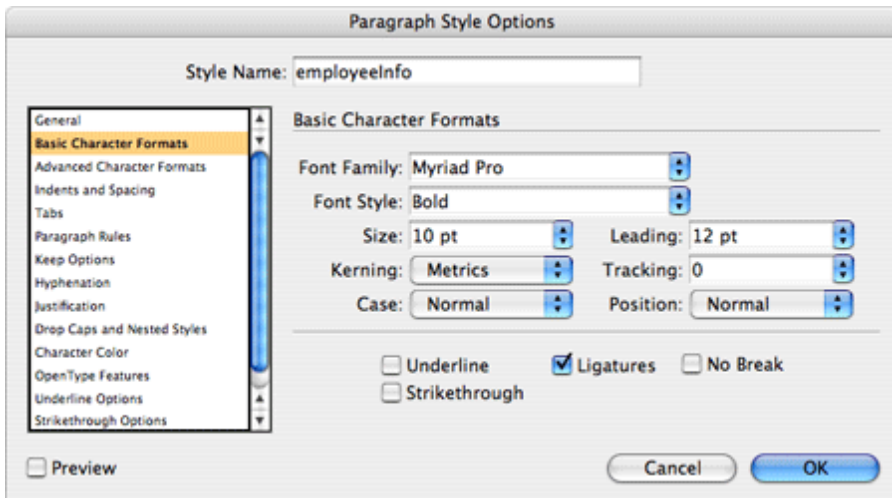 Paragraph Style Options
Style Name: employeeInfo
General
Basic Character Formats
Advanced Character Formats
Indents and Spacing
Tabs
Paragraph Rules
Keep Options
Hyphenation
Justification
Drop Caps and Nested Styles
Character Color
OpenType Features
Underline Options
Strikethrough Options
Basic Character Formats
Font Family: Myriad Pro
Font Style: Bold
Size: 10 pt Leading: 12 pt
Kerning: Metrics Tracking: 0
Case: Normal Position: Normal
Underline Ligatures No Break
Strikethrough
Preview Cancel OK